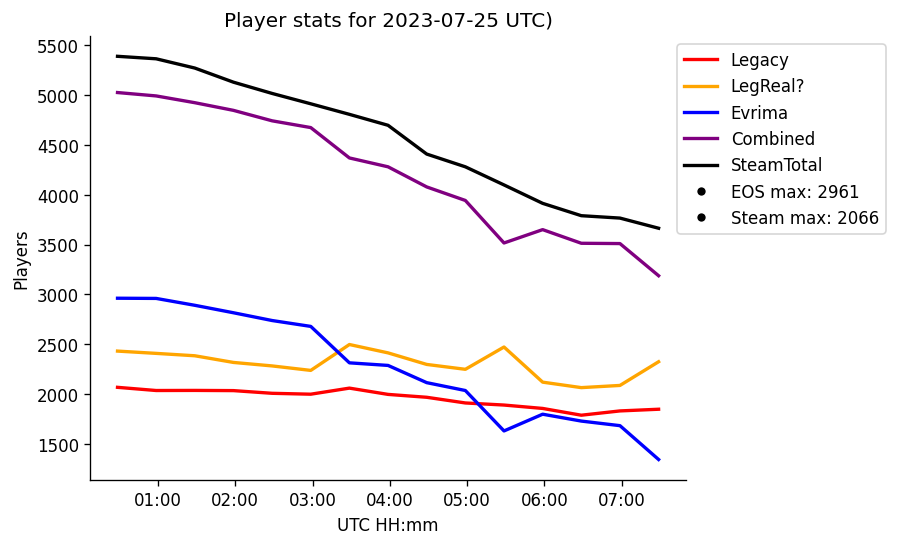 Player stats for 2023-07-25 UTC)
5500
5000
4500
4000
3500
3000
2500
2000
1500
Players
01:00 02:00 03:00 04:00 05:00 06:00 07:00
UTC HH:mm
Legacy
LegReal?
Evrima
Combined
SteamTotal
EOS max: 2961
Steam max: 2066